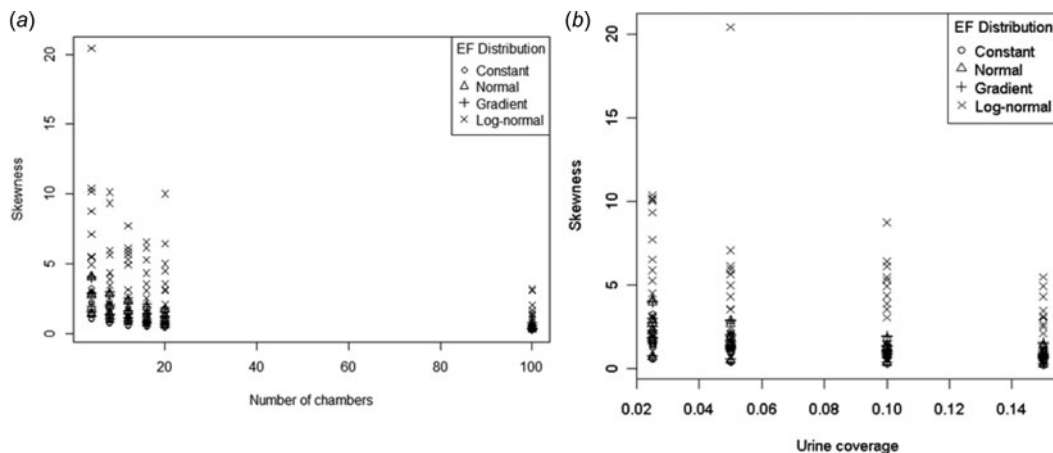 (a)
EF Distribution
Constant
Normal
Gradient
Log-normal
20
15
10
5
0
Skewness
20
40
60
80
100
Number of chambers
(b)
EF Distribution
Constant
Normal
Gradient
Log-normal
20
15
10
5
0
Skewness
0.02
0.04
0.06
0.08
0.10
0.12
0.14
Urine coverage